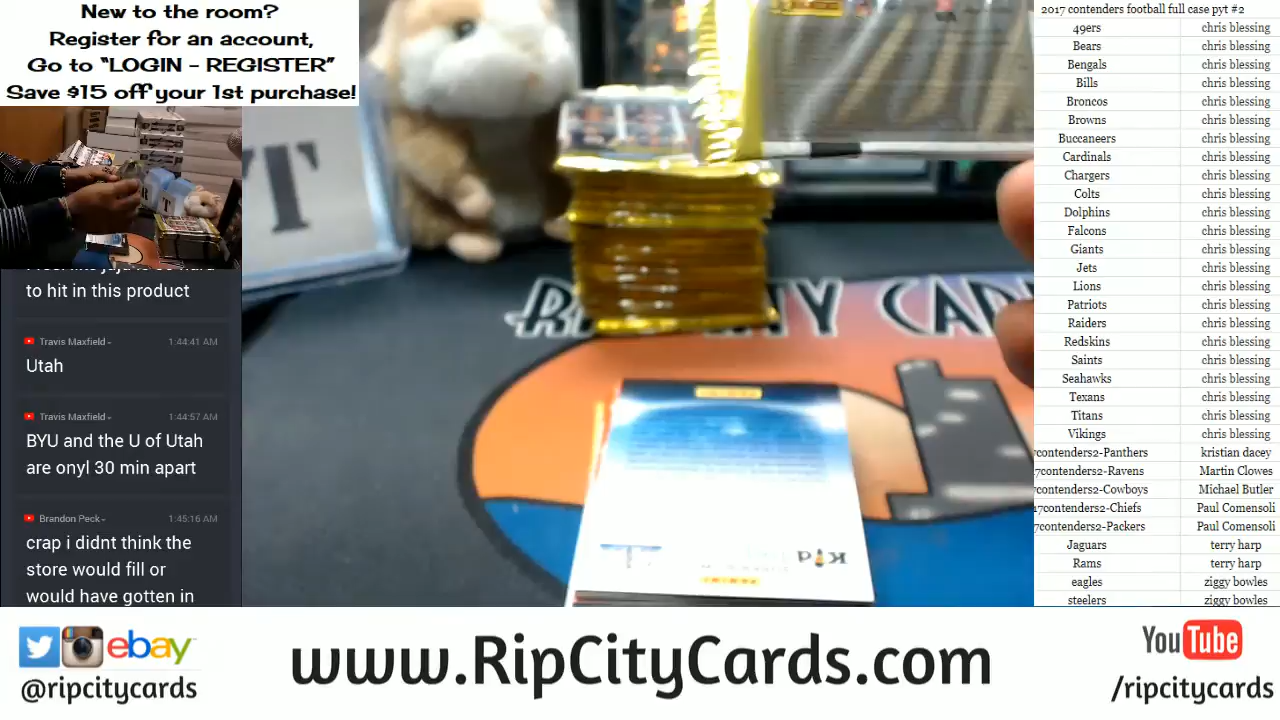 New to the room?
Register for an account,
Go to "LOGIN - REGISTER"
Save $15 off your 1st purchase!
to hit in this product
Travis Maxfield 1:44:41 AM
Utah
Travis Maxfield 1:44:57 AM
BYU and the U of Utah
are onyl 30 min apart
Brandon Peck 1:45:16 AM
crap i didnt think the
store would fill or
would have gotten in
RIP CITY CAR
2017 contenders football full case pyt #2
49ers chris blessing
Bears chris blessing
Bengals chris blessing
Bills chris blessing
Broncos chris blessing
Browns chris blessing
Buccaneers chris blessing
Cardinals chris blessing
Chargers chris blessing
Colts chris blessing
Dolphins chris blessing
Falcons chris blessing
Giants chris blessing
Jets chris blessing
Lions chris blessing
Patriots chris blessing
Raiders chris blessing
Redskins chris blessing
Saints chris blessing
Seahawks chris blessing
Texans chris blessing
Titans chris blessing
Vikings chris blessing
contenders2-Panthers kristian dacey
7contenders2-Ravens Martin Clowes
contenders2-Cowboys Michael Butler
7contenders2-Chiefs Paul Comensoli
7contenders2-Packers Paul Comensoli
Jaguars terry harp
Rams terry harp
eagles ziggy bowles
steelers ziggy bowles
ebay
@ripcitycards
www.RipCityCards.com
YouTube
/ripcitycards